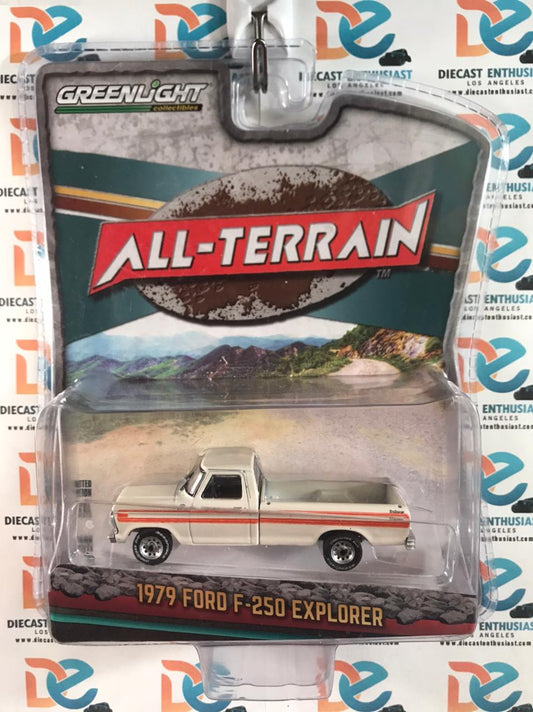 GREENLIGHT
collectibles
ALL-TERRAIN
TM
1979 FORD F-250 EXPLORER
DIECAST ENTHUSIAST
LOS ANGELES
www.diecastenthusiast.com